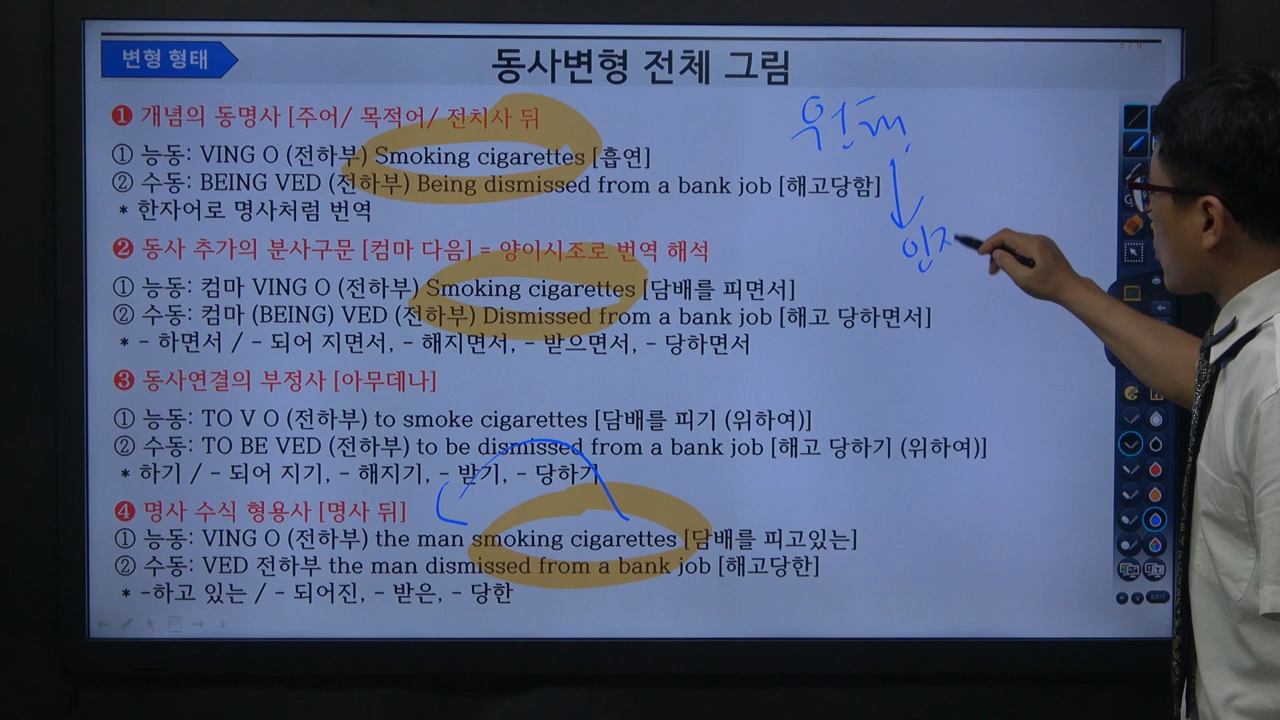 변형 형태
동사변형 전체 그림
❶ 개념의 동명사 [주어/ 목적어/ 전치사 뒤
① 능동: VING O (전하부) Smoking cigarettes [흡연]
② 수동: BEING VED (전하부) Being dismissed from a bank job [해고당함]
* 한자어로 명사처럼 번역
❷ 동사 추가의 분사구문 [컴마 다음] = 양이시조로 번역 해석
① 능동: 컴마 VING O (전하부) Smoking cigarettes [담배를 피면서]
② 수동: 컴마 (BEING) VED (전하부) Dismissed from a bank job [해고 당하면서]
* - 하면서 / - 되어 지면서, - 해지면서, - 받으면서, - 당하면서
❸ 동사연결의 부정사 [아무데나]
① 능동: TO V O (전하부) to smoke cigarettes [담배를 피기 (위하여)]
② 수동: TO BE VED (전하부) to be dismissed from a bank job [해고 당하기 (위하여)]
* 하기 / - 되어 지기, - 해지기, - 받기, - 당하기
❹ 명사 수식 형용사 [명사 뒤]
① 능동: VING O (전하부) the man smoking cigarettes [담배를 피고있는]
② 수동: VED 전하부 the man dismissed from a bank job [해고당한]
* -하고 있는 / - 되어진, - 받은, - 당한